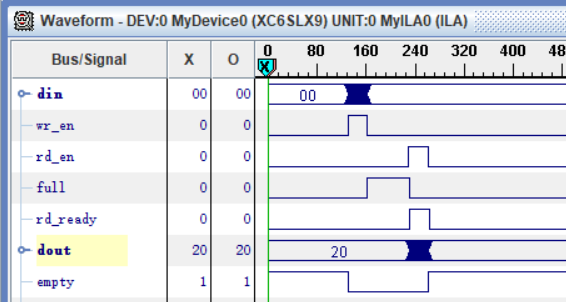 Waveform - DEV:0 MyDevice0 (XC6SLX9) UNIT:0 MyILA0 (ILA)
Bus/Signal X O 0 80 160 240 320 400 48
X
din 00 00 00
wr_en 0 0
rd_en 0 0
full 0 0
rd_ready 0 0
dout 20 20 20
empty 1 1